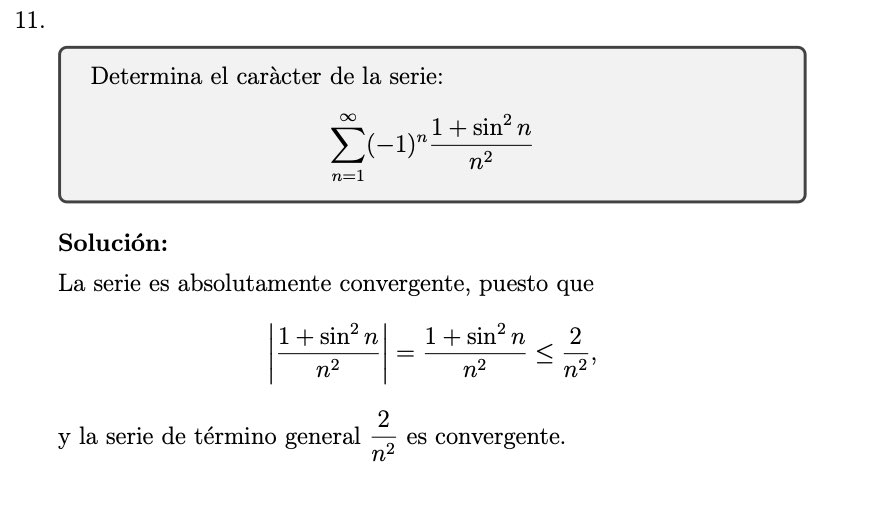 11.
Determina el caràcter de la serie:
$$\sum_{n=1}^{\infty}(-1)^n\frac{1+\sin^2 n}{n^2}$$
Solución:
La serie es absolutamente convergente, puesto que
$$\left|\frac{1+\sin^2 n}{n^2}\right| = \frac{1+\sin^2 n}{n^2} \leq \frac{2}{n^2},$$
y la serie de término general $\frac{2}{n^2}$ es convergente.